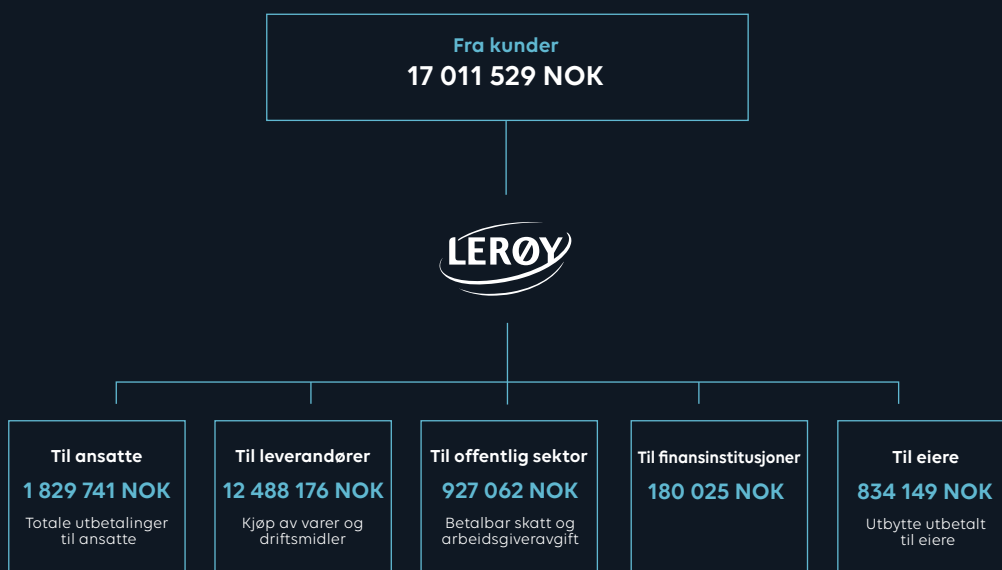 Fra kunder
17 011 529 NOK
LERØY
Til ansatte
1 829 741 NOK
Totale utbetalinger
til ansatte
Til leverandører
12 488 176 NOK
Kjøp av varer og
driftsmidler
Til offentlig sektor
927 062 NOK
Betalbar skatt og
arbeidsgiveravgift
Til finansinstitusjoner
180 025 NOK
Til eiere
834 149 NOK
Utbytte utbetalt
til eiere